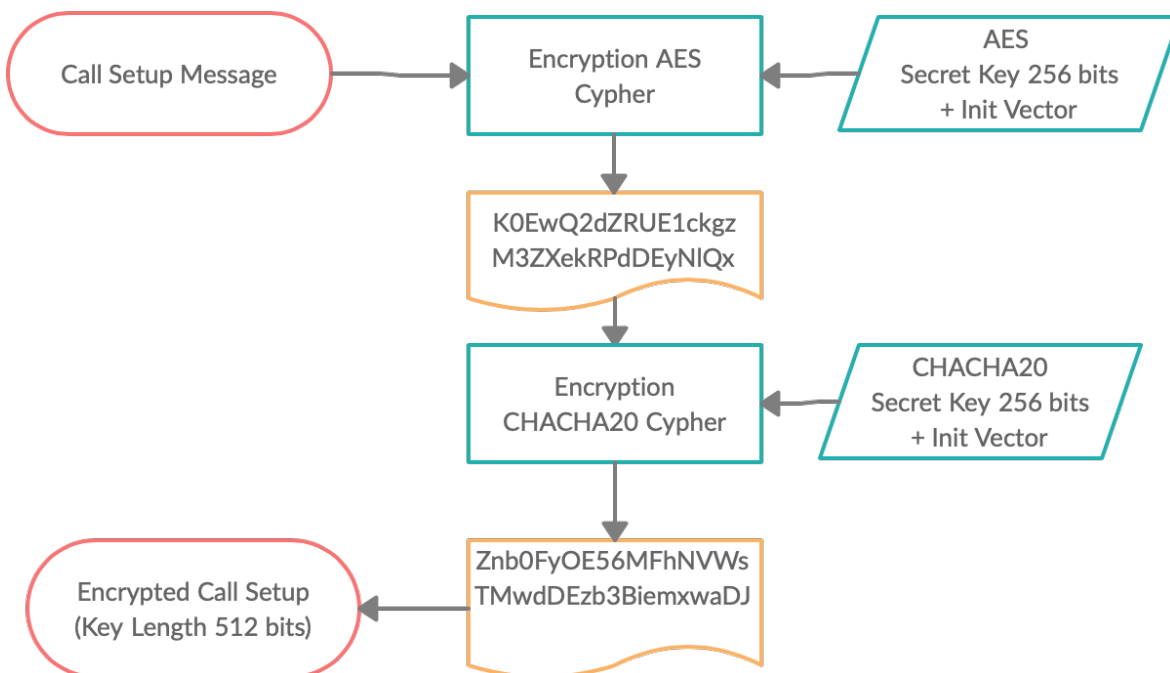 Call Setup Message
Encryption AES
Cypher
AES
Secret Key 256 bits
+ Init Vector
K0EwQ2dZRUE1ckgz
M3ZXekRPdDEyNlQx
Encryption
CHACHA20 Cypher
CHACHA20
Secret Key 256 bits
+ Init Vector
Znb0FyOE56MFhNVWs
TMwdDEzb3BiemxwaDJ
Encrypted Call Setup
(Key Length 512 bits)